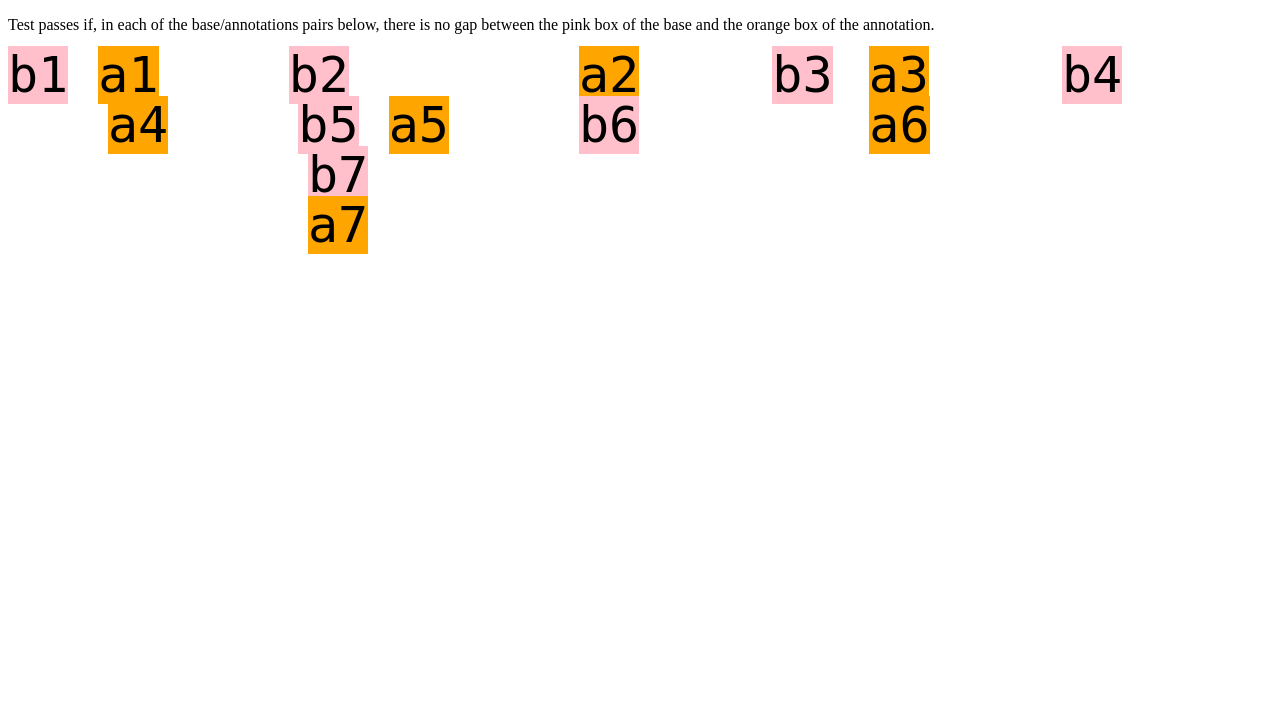 Test passes if, in each of the base/annotations pairs below, there is no gap between the pink box of the base and the orange box of the annotation.
b1 a1 b2 a2 b3 a3 b4
a4 b5 a5 b6 a6
b7
a7